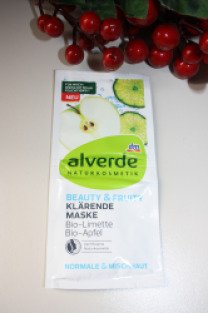 NEU
alverde
NATURKOSMETIK
BEAUTY & FRUITY
KLÄRENDE
MASKE
Bio-Limette
Bio-Apfel
NORMALE & MISCHHAUT